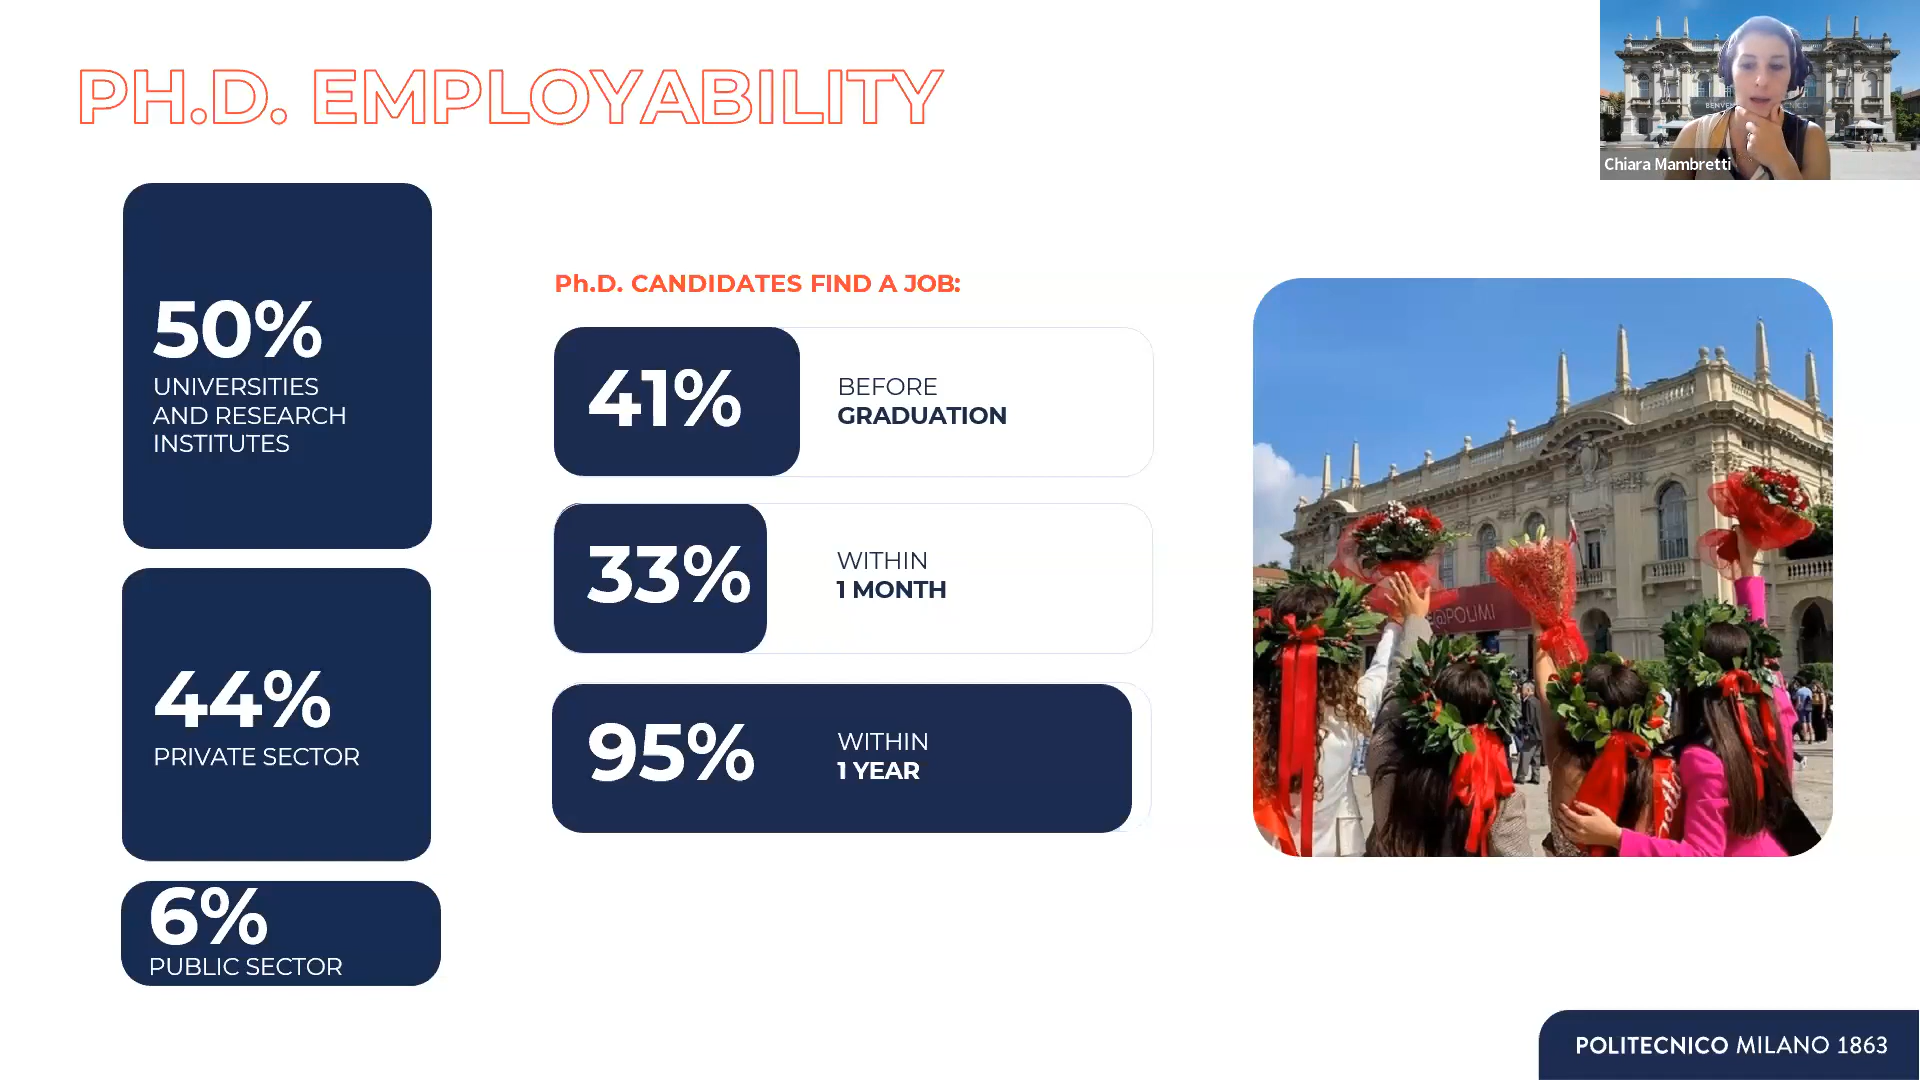 PH.D. EMPLOYABILITY
Chiara Mambretti
50%
UNIVERSITIES
AND RESEARCH
INSTITUTES
44%
PRIVATE SECTOR
6%
PUBLIC SECTOR
Ph.D. CANDIDATES FIND A JOB:
41%
BEFORE
GRADUATION
33%
WITHIN
1 MONTH
95%
WITHIN
1 YEAR
@POLIMI
POLITECNICO MILANO 1863